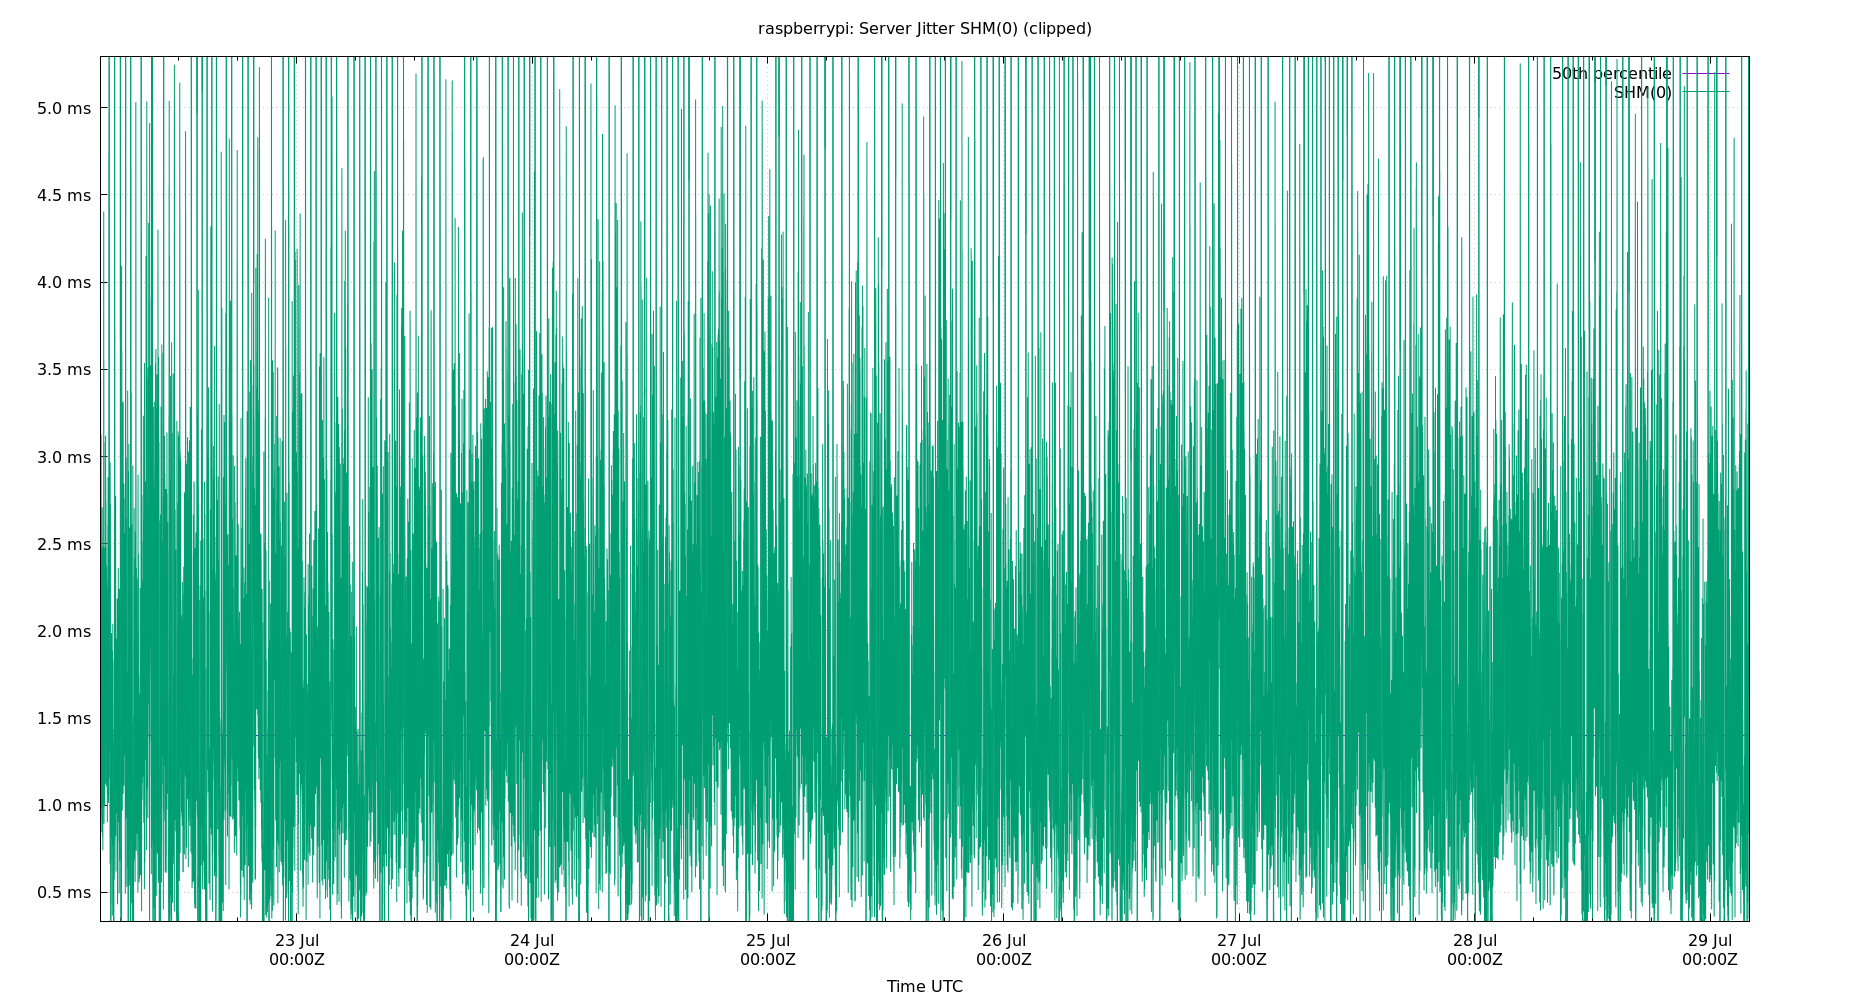 raspberrypi: Server Jitter SHM(0) (clipped)
50th percentile
SHM(0)
5.0 ms
4.5 ms
4.0 ms
3.5 ms
3.0 ms
2.5 ms
2.0 ms
1.5 ms
1.0 ms
0.5 ms
23 Jul 24 Jul 25 Jul 26 Jul 27 Jul 28 Jul 29 Jul
00:00Z 00:00Z 00:00Z 00:00Z 00:00Z 00:00Z 00:00Z
Time UTC